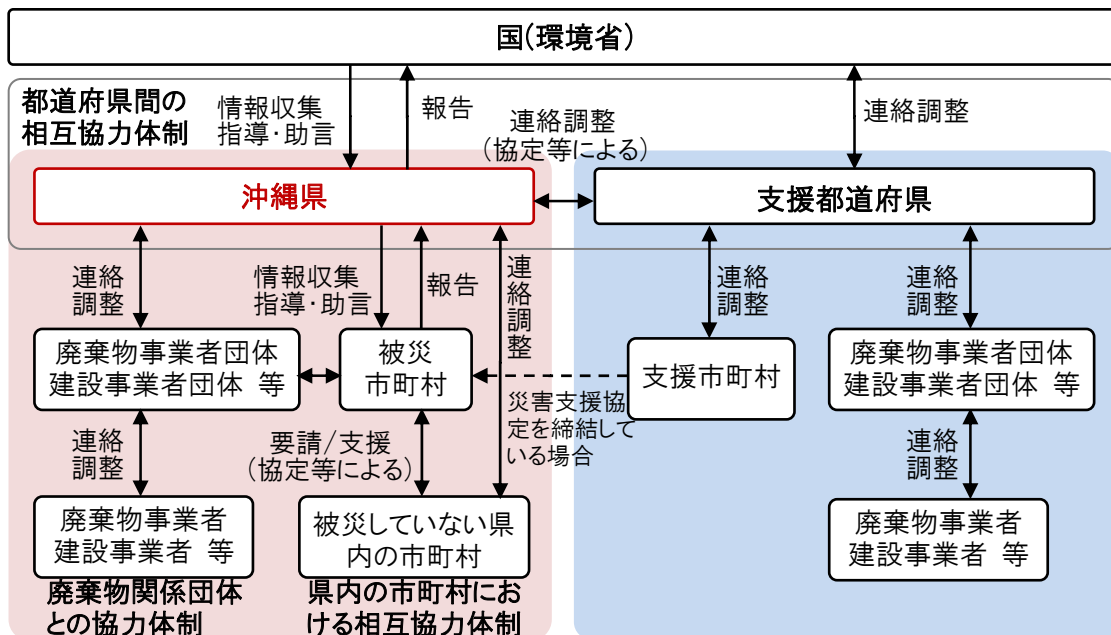 国(環境省)
都道府県間の
相互協力体制
情報収集
指導・助言
報告
連絡調整
(協定等による)
連絡調整
沖縄県
支援都道府県
連絡
調整
情報収集
指導・助言
報告
連絡調整
連絡
調整
連絡
調整
廃棄物事業者団体
建設事業者団体 等
被災
市町村
支援市町村
廃棄物事業者団体
建設事業者団体 等
災害支援協
定を締結して
いる場合
連絡
調整
要請/支援
(協定等による)
連絡
調整
廃棄物事業者
建設事業者 等
被災していない県
内の市町村
廃棄物事業者
建設事業者 等
廃棄物関係団体
との協力体制
県内の市町村にお
ける相互協力体制